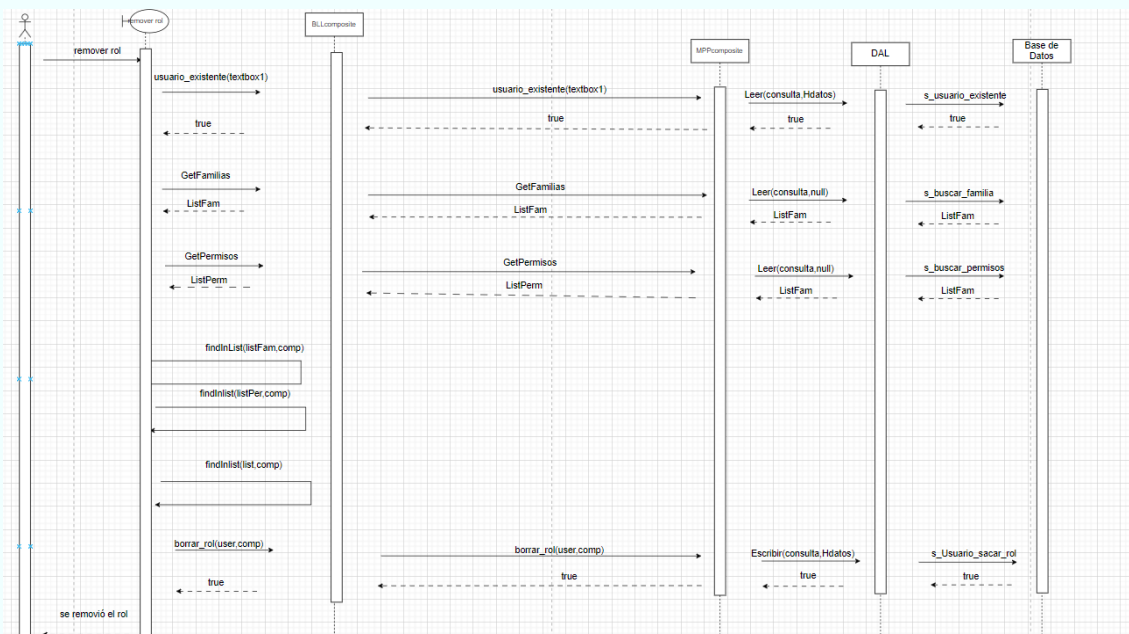 remover rol
BLLcomposite
MPPcomposite
DAL
Base de
Datos
remover rol
usuario_existente(textbox1)
usuario_existente(textbox1)
Leer(consulta,Hdatos)
s_usuario_existente
true
true
true
true
GetFamilias
GetFamilias
Leer(consulta,null)
s_buscar_familia
ListFam
ListFam
ListFam
ListFam
GetPermisos
GetPermisos
Leer(consulta,null)
s_buscar_permisos
ListPerm
ListPerm
ListFam
ListFam
findInList(listFam,comp)
findInlist(listPer,comp)
findInlist(list,comp)
borrar_rol(user,comp)
borrar_rol(user,comp)
Escribir(consulta,Hdatos)
s_Usuario_sacar_rol
true
true
true
true
se removió el rol